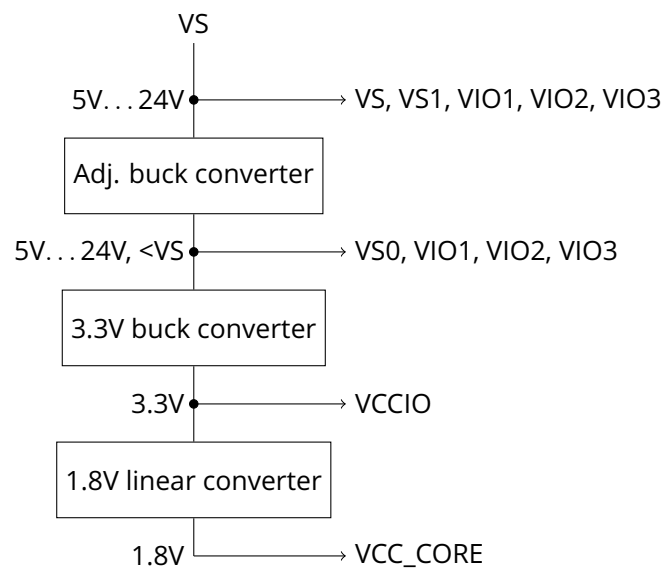 VS
5V...24V
VS, VS1, VIO1, VIO2, VIO3
Adj. buck converter
5V...24V, <VS
VS0, VIO1, VIO2, VIO3
3.3V buck converter
3.3V
VCCIO
1.8V linear converter
1.8V
VCC_CORE